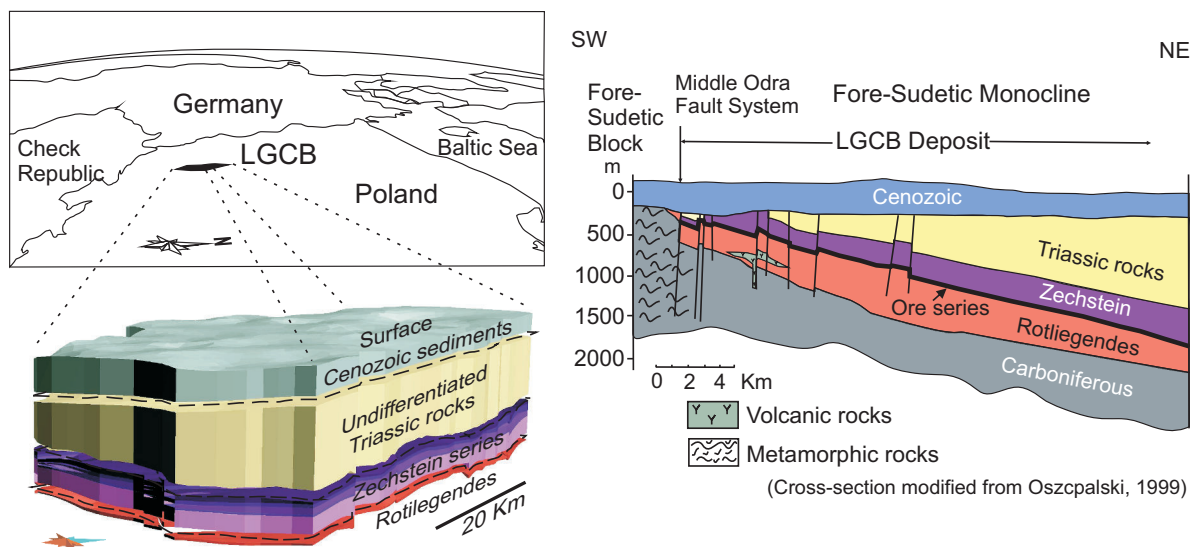 Germany
Check
Republic
LGCB
Baltic Sea
Poland
N
Surface
Cenozoic sediments
Undifferentiated
Triassic rocks
Zechstein series
Rotilegendes
20 Km
SW
NE
Fore-
Sudetic
Block
m
Middle Odra
Fault System
Fore-Sudetic Monocline
LGCB Deposit
0
500
1000
1500
2000
Cenozoic
Triassic rocks
Zechstein
Ore series
Rotliegendes
Carboniferous
0 2 4 Km
Volcanic rocks
Metamorphic rocks
(Cross-section modified from Oszcpalski, 1999)